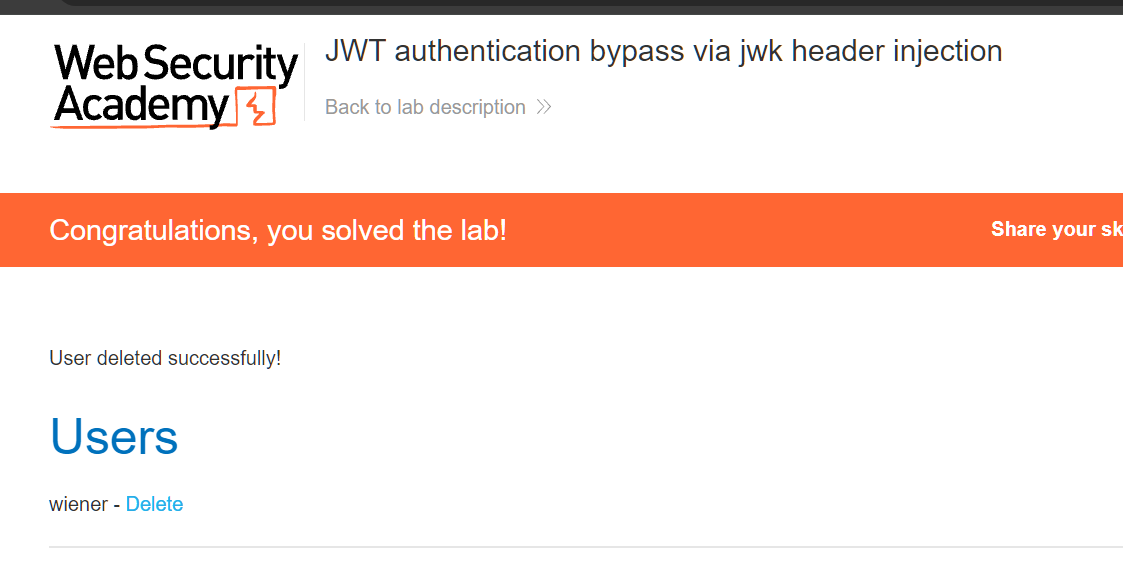 Web Security
Academy
JWT authentication bypass via jwk header injection
Back to lab description
Congratulations, you solved the lab!
Share your sk
User deleted successfully!
Users
wiener - Delete